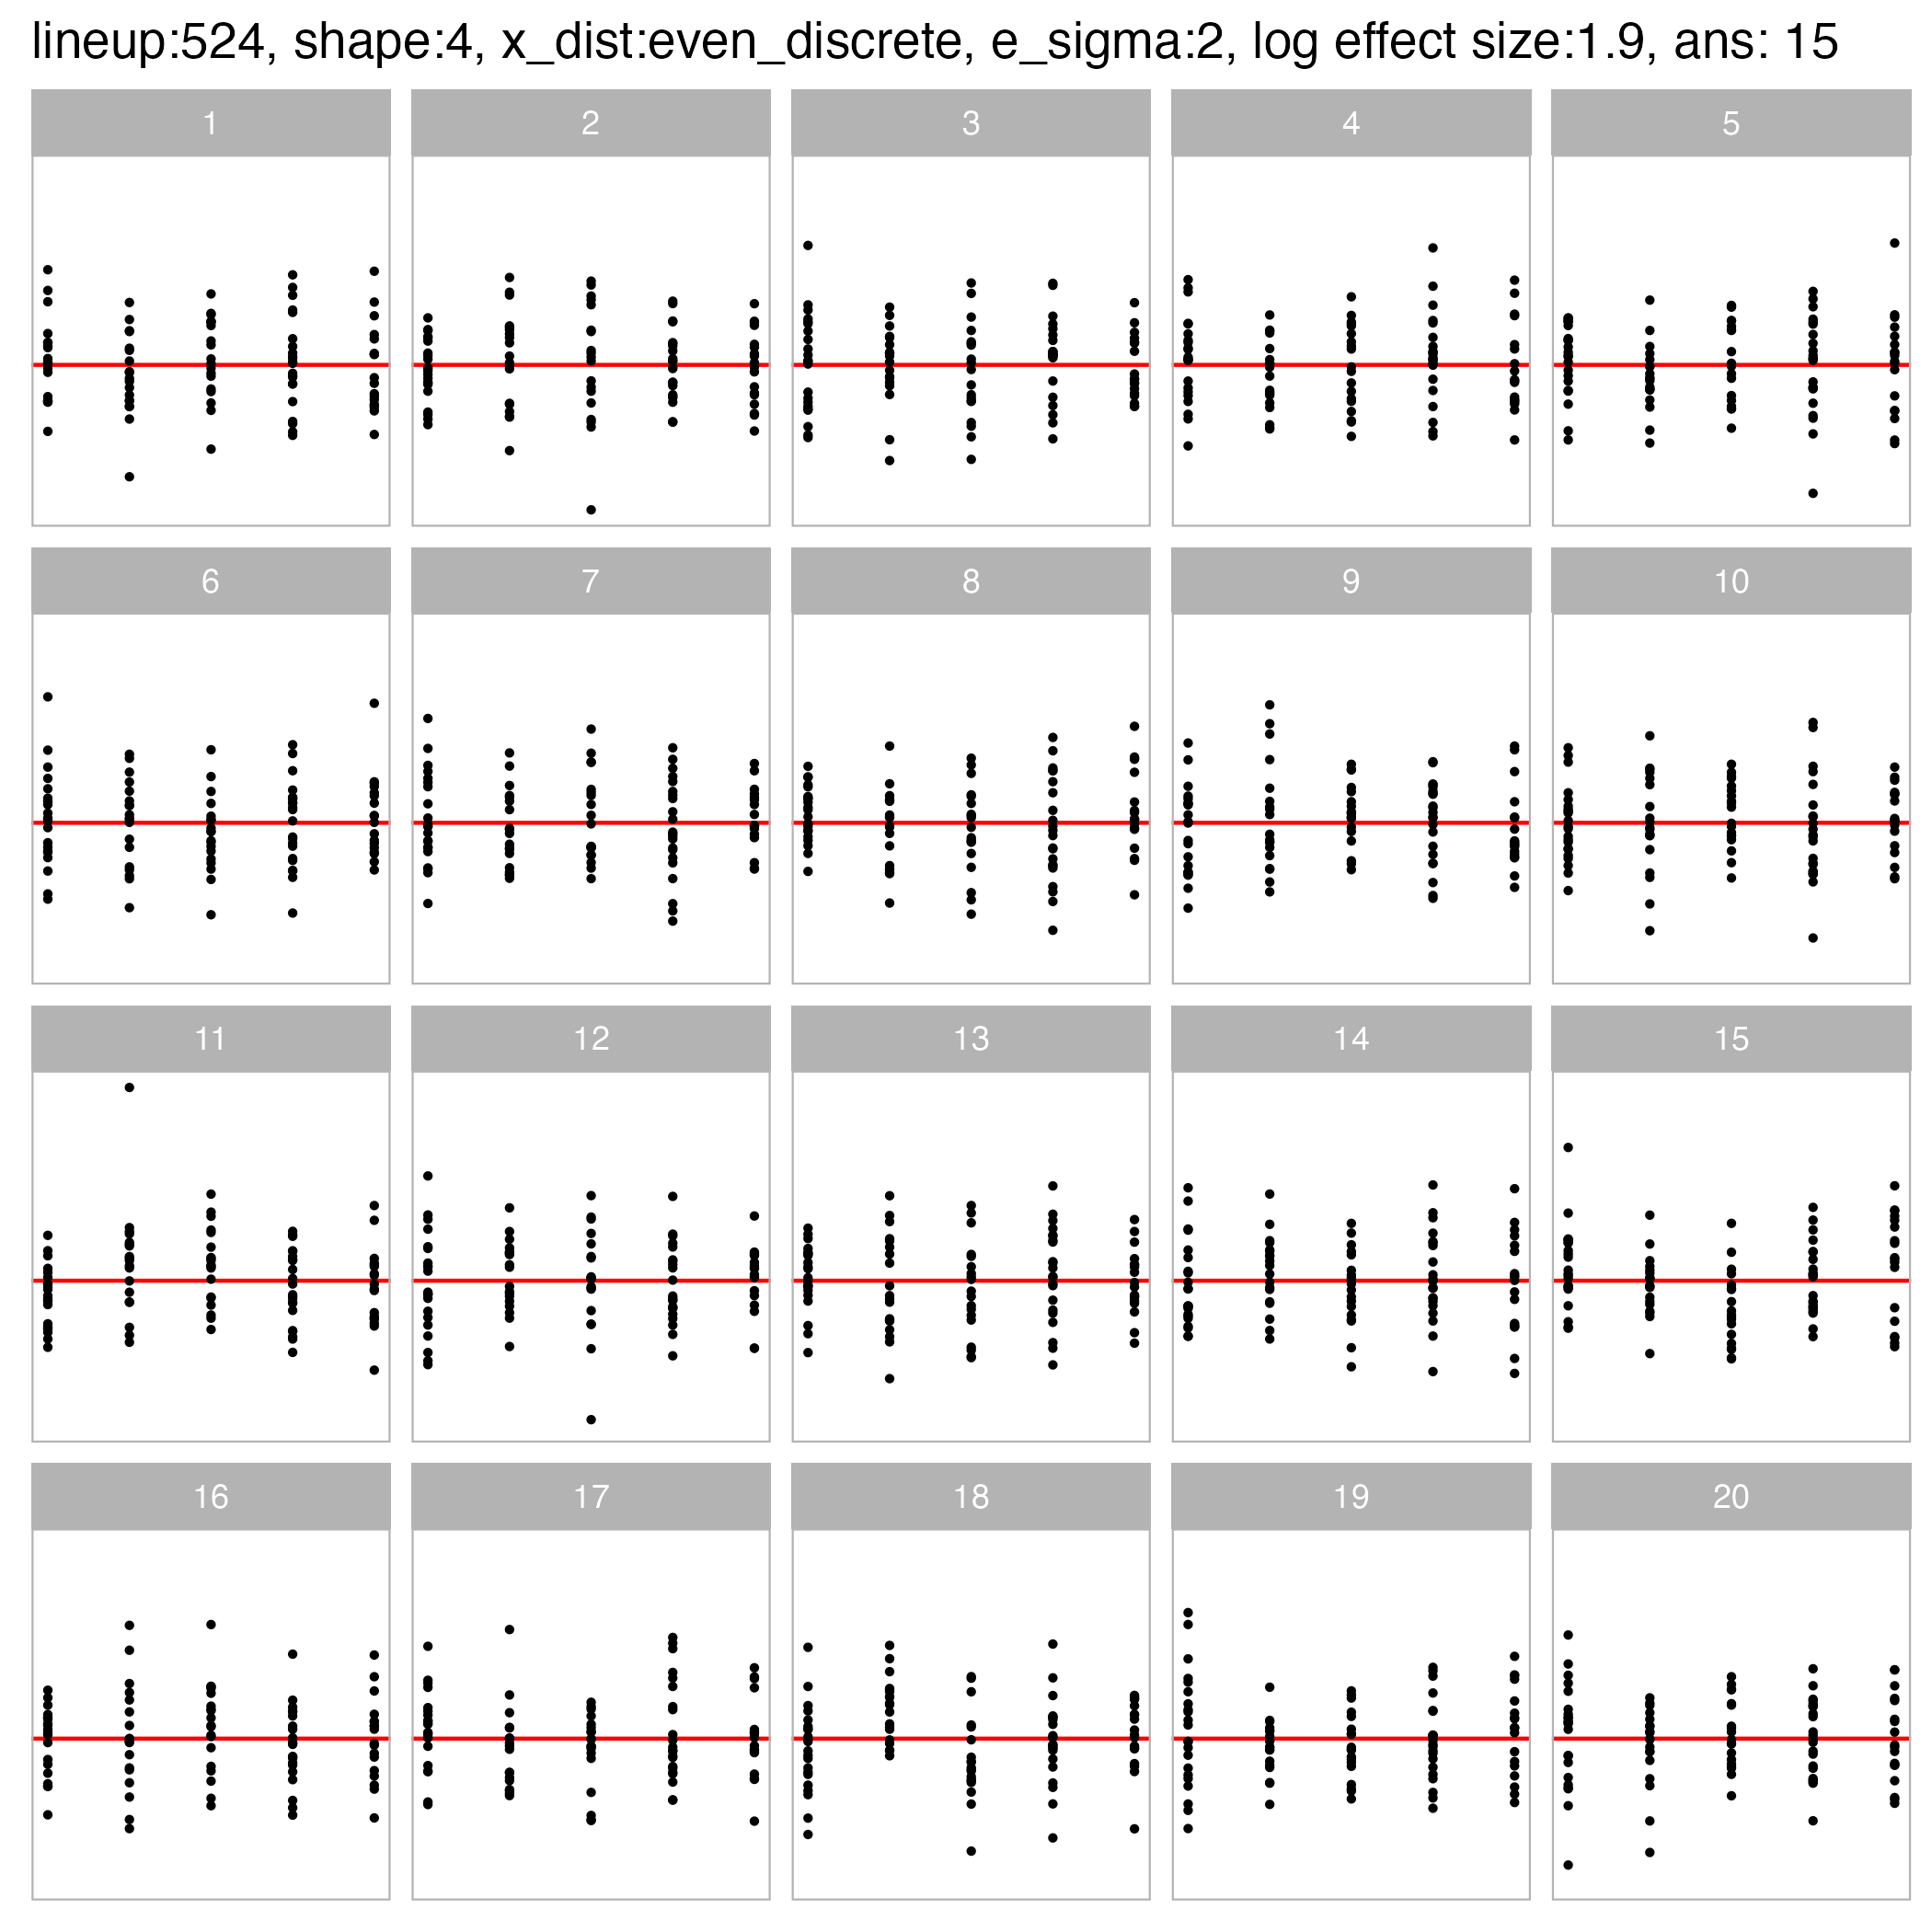 lineup:524, shape:4, x_dist:even_discrete, e_sigma:2, log effect size:1.9, ans: 15
1 2 3 4 5
6 7 8 9 10
11 12 13 14 15
16 17 18 19 20